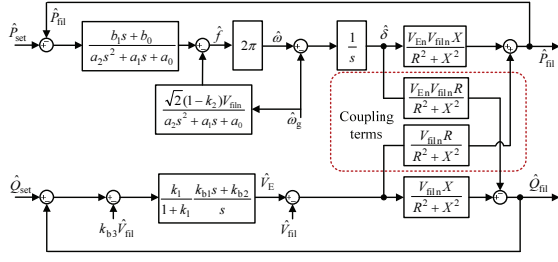 P̂_fil
P̂_set
(b_1 s + b_0)/(a_2 s^2 + a_1 s + a_0)
f̂
2π
ω̂
1/s
δ̂
(V_En V_filn X)/(R^2 + X^2)
P̂_fil
(√2(1−k_2)V_filn)/(a_2 s^2 + a_1 s + a_0)
ω̂_g
Coupling
terms
(V_En V_filn R)/(R^2 + X^2)
(V_filn R)/(R^2 + X^2)
Q̂_set
k_1/(1+k_1) (k_b1 s + k_b2)/s
V̂_E
(V_filn X)/(R^2 + X^2)
Q̂_fil
k_b3 V̂_fil
V̂_fil